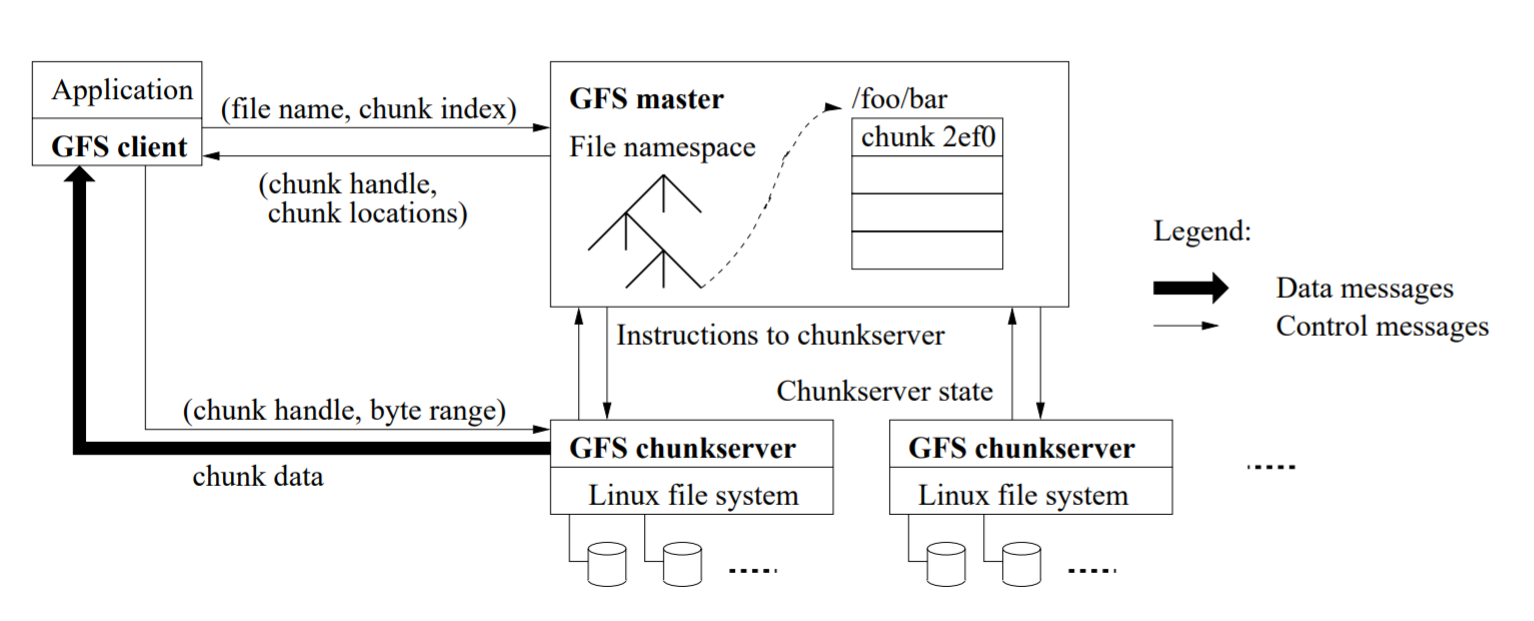 Application
GFS client
(file name, chunk index)
(chunk handle,
chunk locations)
GFS master
File namespace
/foo/bar
chunk 2ef0
Legend:
Data messages
Control messages
Instructions to chunkserver
Chunkserver state
(chunk handle, byte range)
chunk data
GFS chunkserver
Linux file system
GFS chunkserver
Linux file system